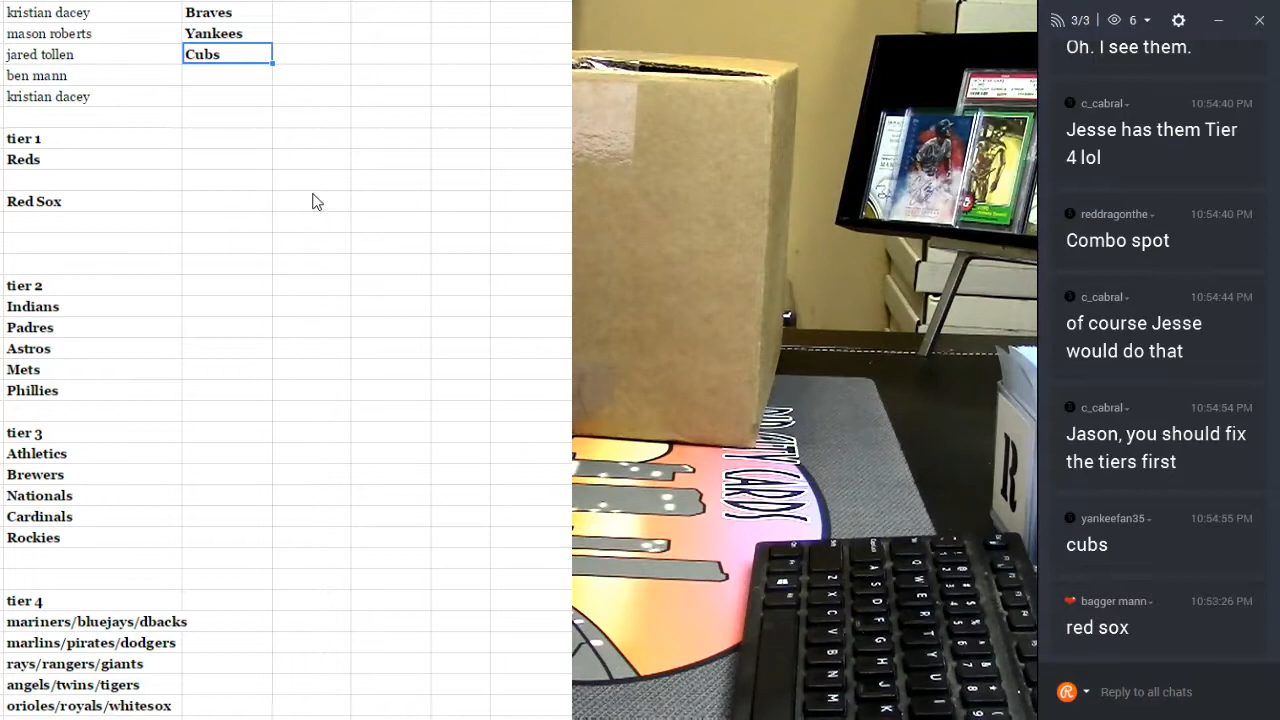 kristian dacey Braves
mason roberts Yankees
jared tollen Cubs
ben mann
kristian dacey
tier 1
Reds
Red Sox
tier 2
Indians
Padres
Astros
Mets
Phillies
tier 3
Athletics
Brewers
Nationals
Cardinals
Rockies
tier 4
mariners/bluejays/dbacks
marlins/pirates/dodgers
rays/rangers/giants
angels/twins/tigers
orioles/royals/whitesox
CARDS
R
3/3 6
Oh. I see them.
c_cabral 10:54:40 PM
Jesse has them Tier
4 lol
reddragonthe 10:54:40 PM
Combo spot
c_cabral 10:54:44 PM
of course Jesse
would do that
c_cabral 10:54:54 PM
Jason, you should fix
the tiers first
yankeefan35 10:54:55 PM
cubs
bagger mann 10:53:26 PM
red sox
Reply to all chats